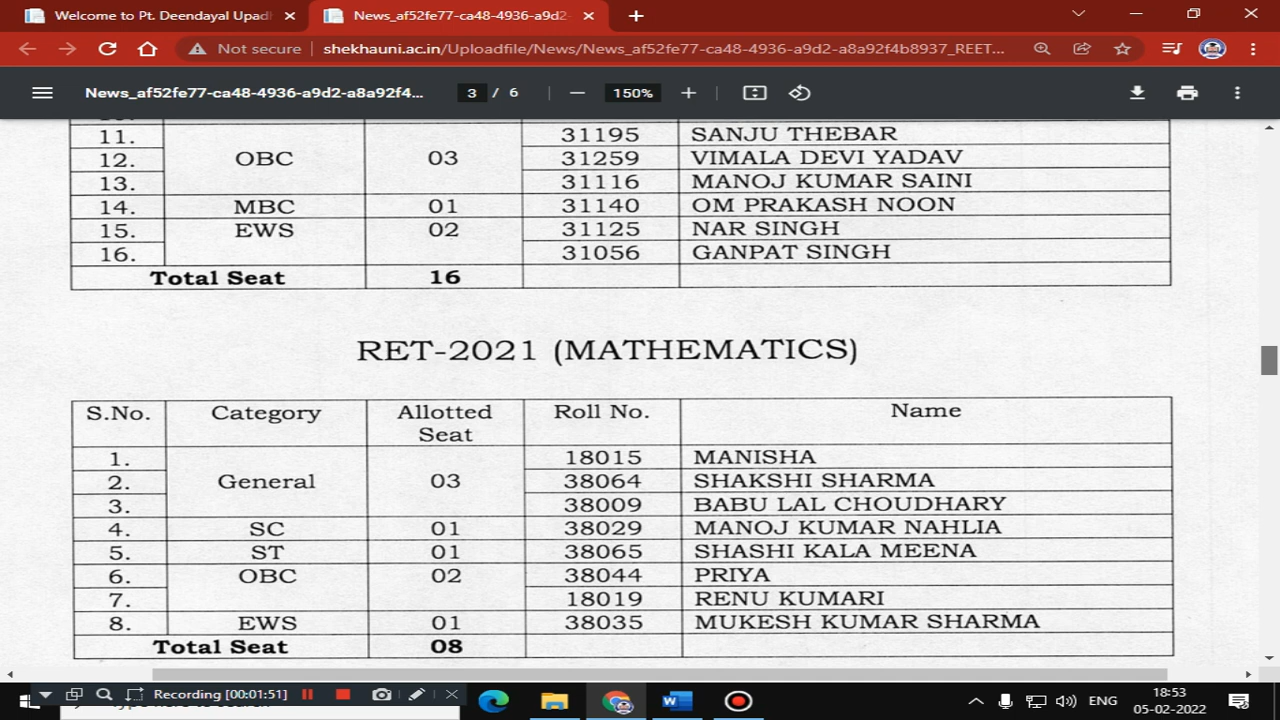 Welcome to Pt. Deendayal Upad
News_af52fe77-ca48-4936-a9d2-
Not secure
shekhauni.ac.in/Uploadfile/News/News_af52fe77-ca48-4936-a9d2-a8a92f4b8937_REET...
News_af52fe77-ca48-4936-a9d2-a8a92f4...
3 / 6
150%
11. OBC 03 31195 SANJU THEBAR
12. 31259 VIMALA DEVI YADAV
13. 31116 MANOJ KUMAR SAINI
14. MBC 01 31140 OM PRAKASH NOON
15. EWS 02 31125 NAR SINGH
16. 31056 GANPAT SINGH
Total Seat 16
RET-2021 (MATHEMATICS)
S.No. Category Allotted Seat Roll No. Name
1. General 03 18015 MANISHA
2. 38064 SHAKSHI SHARMA
3. 38009 BABU LAL CHOUDHARY
4. SC 01 38029 MANOJ KUMAR NAHLIA
5. ST 01 38065 SHASHI KALA MEENA
6. OBC 02 38044 PRIYA
7. 18019 RENU KUMARI
8. EWS 01 38035 MUKESH KUMAR SHARMA
Total Seat 08
Recording [00:01:51]
Type here to search
ENG
18:53
05-02-2022